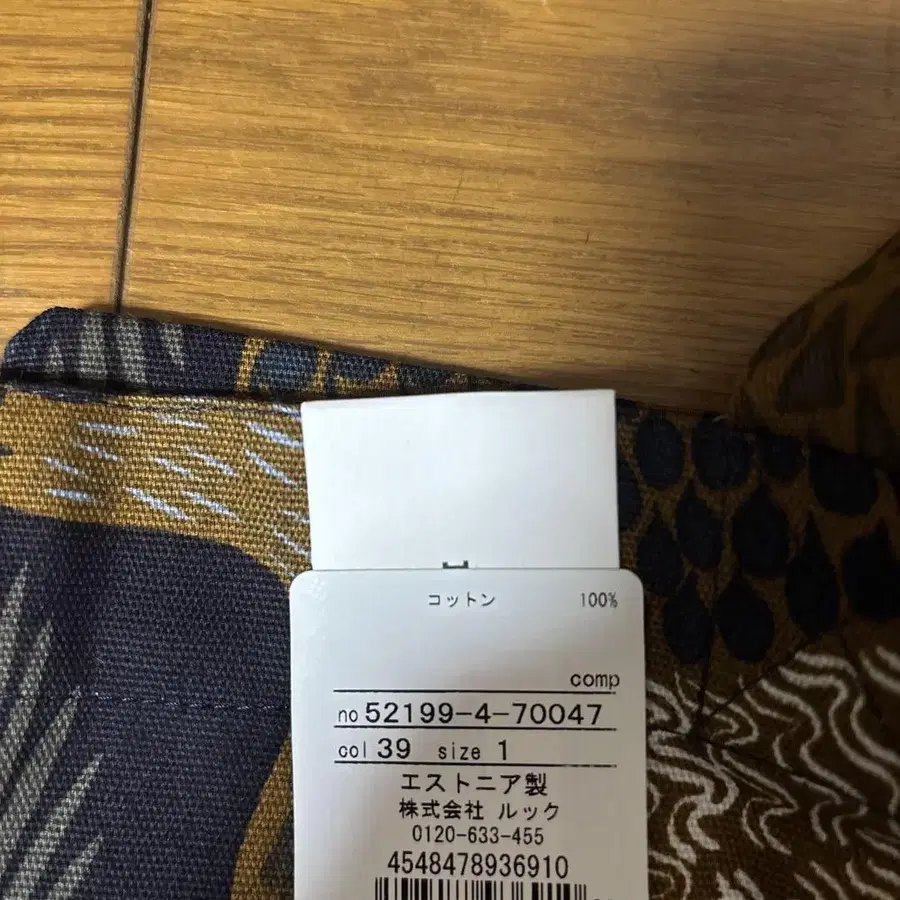 コットン 100%
comp
no 52199-4-70047
col 39 size 1
エストニア製
株式会社 ルック
0120-633-455
4548478936910